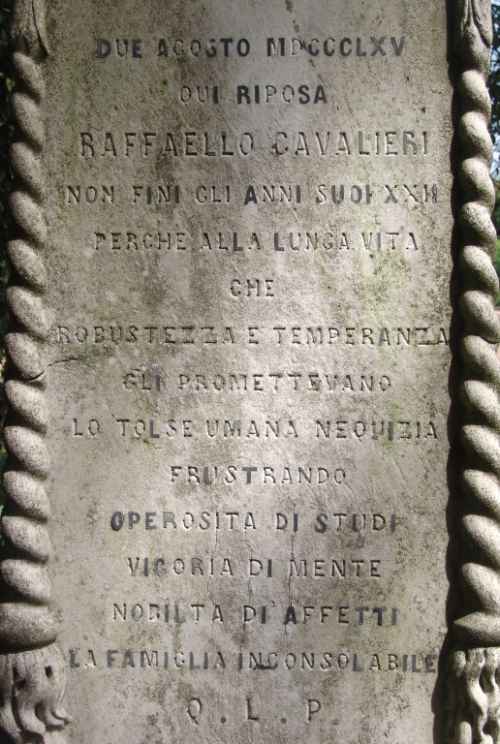 DUE AGOSTO MDCCCLXV
QUI RIPOSA
RAFFAELLO CAVALIERI
NON FINI GLI ANNI SUOI XXII
PERCHE ALLA LUNGA VITA
CHE
ROBUSTEZZA E TEMPERANZA
GLI PROMETTEVANO
LO TOLSE UMANA NEQUIZIA
FRUSTRANDO
OPEROSITA DI STUDI
VIGORIA DI MENTE
NOBILTA D'AFFETTI
LA FAMIGLIA INCONSOLABILE
Q. L. P.